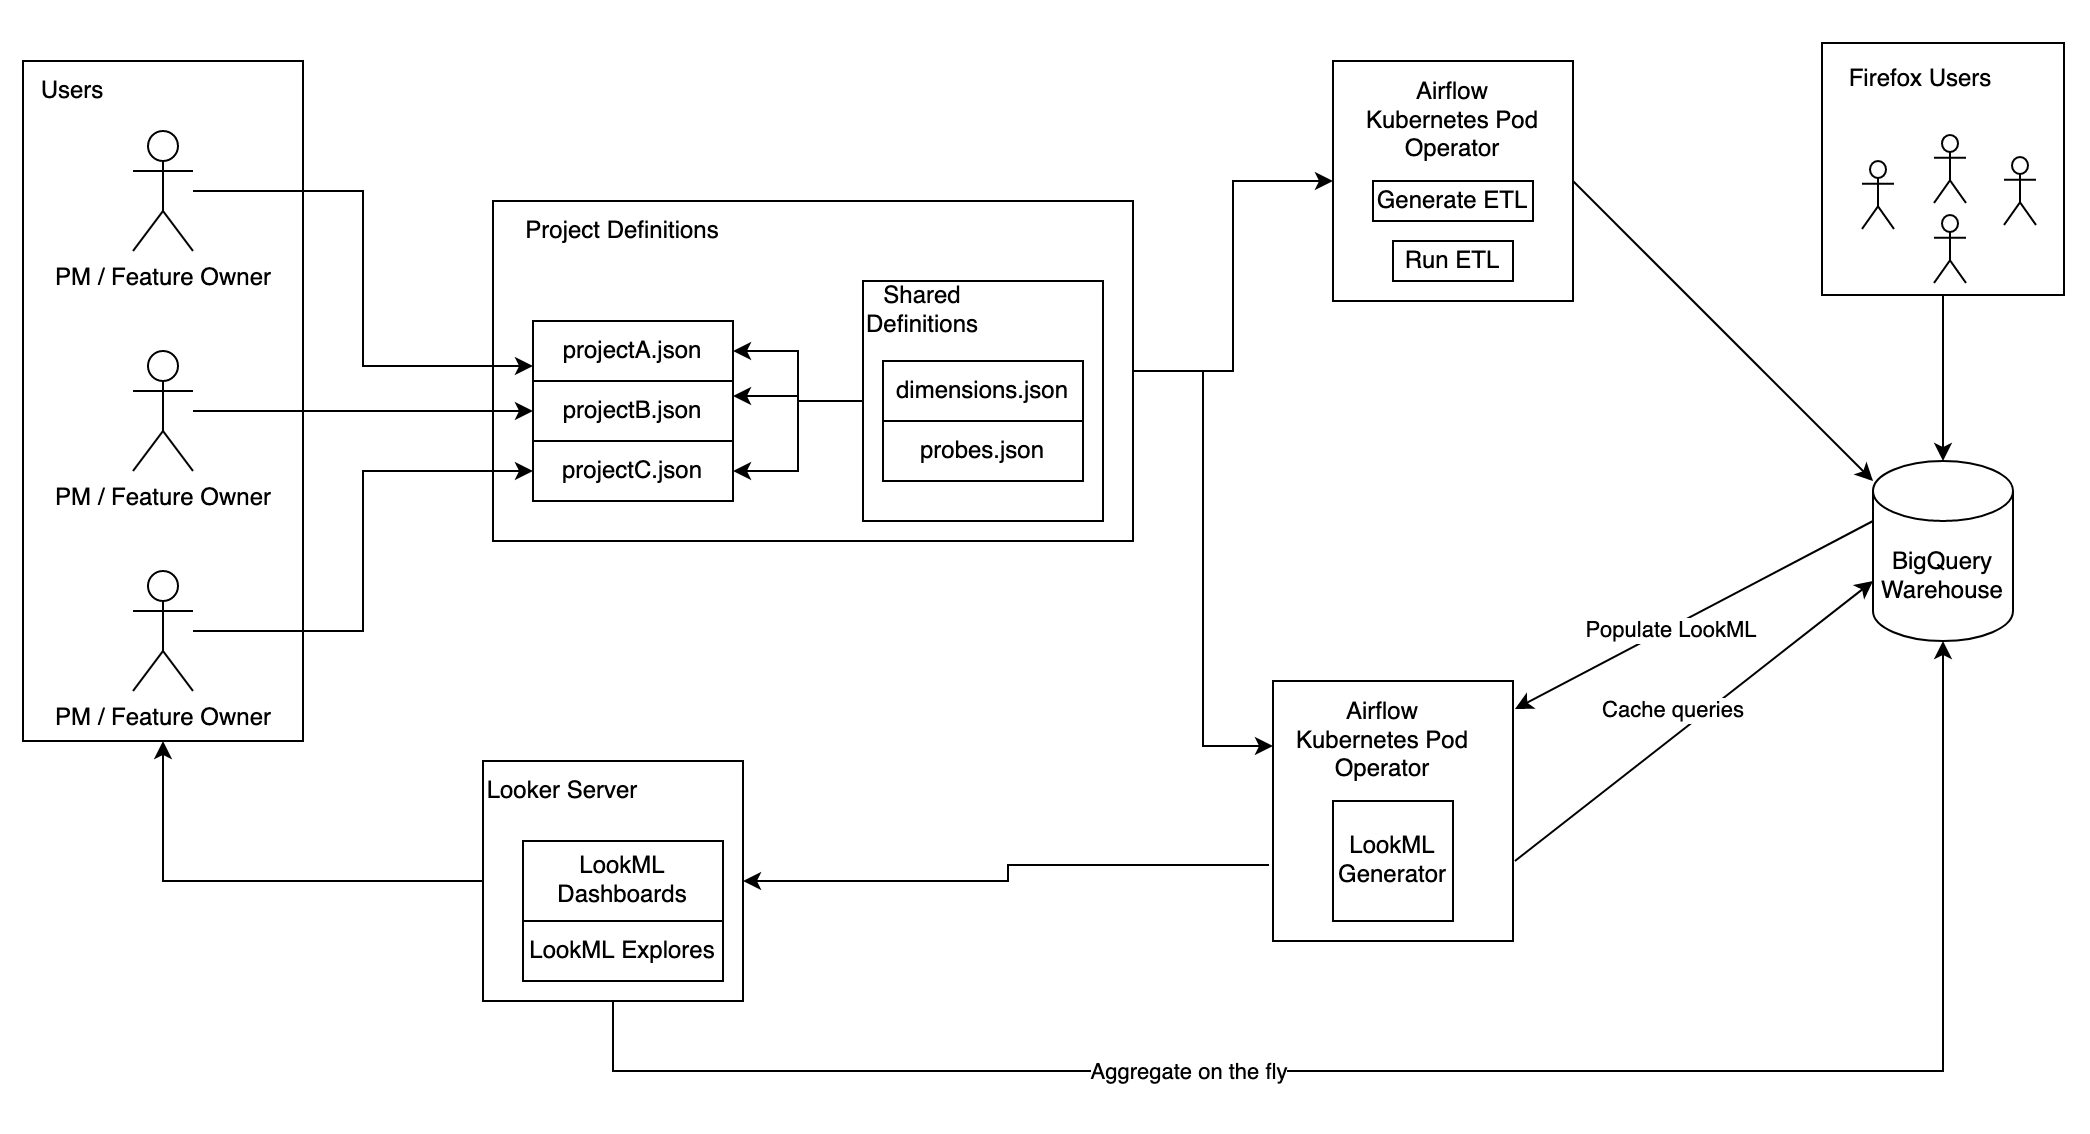 Users
PM / Feature Owner
PM / Feature Owner
PM / Feature Owner
Project Definitions
projectA.json
projectB.json
projectC.json
Shared
Definitions
dimensions.json
probes.json
Airflow
Kubernetes Pod
Operator
Generate ETL
Run ETL
Firefox Users
BigQuery
Warehouse
Populate LookML
Cache queries
Airflow
Kubernetes Pod
Operator
LookML
Generator
Looker Server
LookML
Dashboards
LookML Explores
Aggregate on the fly